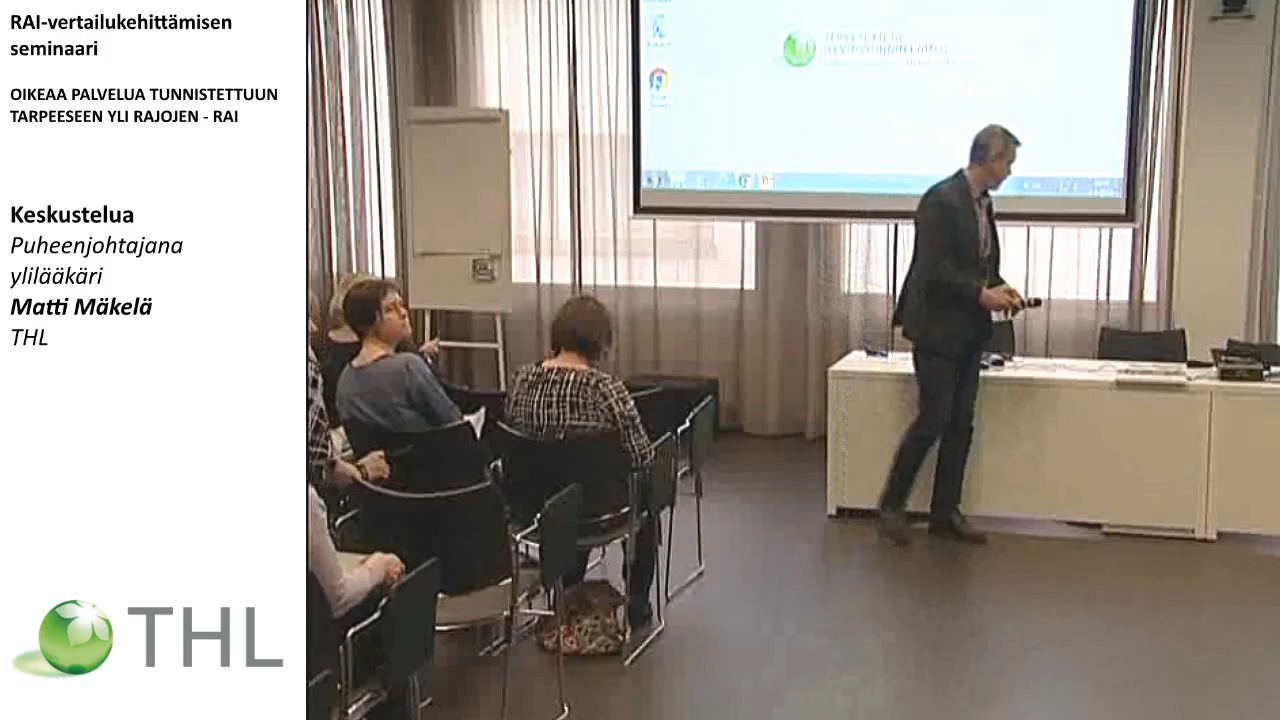 RAI-vertailukehittämisen
seminaari
OIKEAA PALVELUA TUNNISTETTUUN
TARPEESEEN YLI RAJOJEN - RAI
Keskustelua
Puheenjohtajana
ylilääkäri
Matti Mäkelä
THL
THL